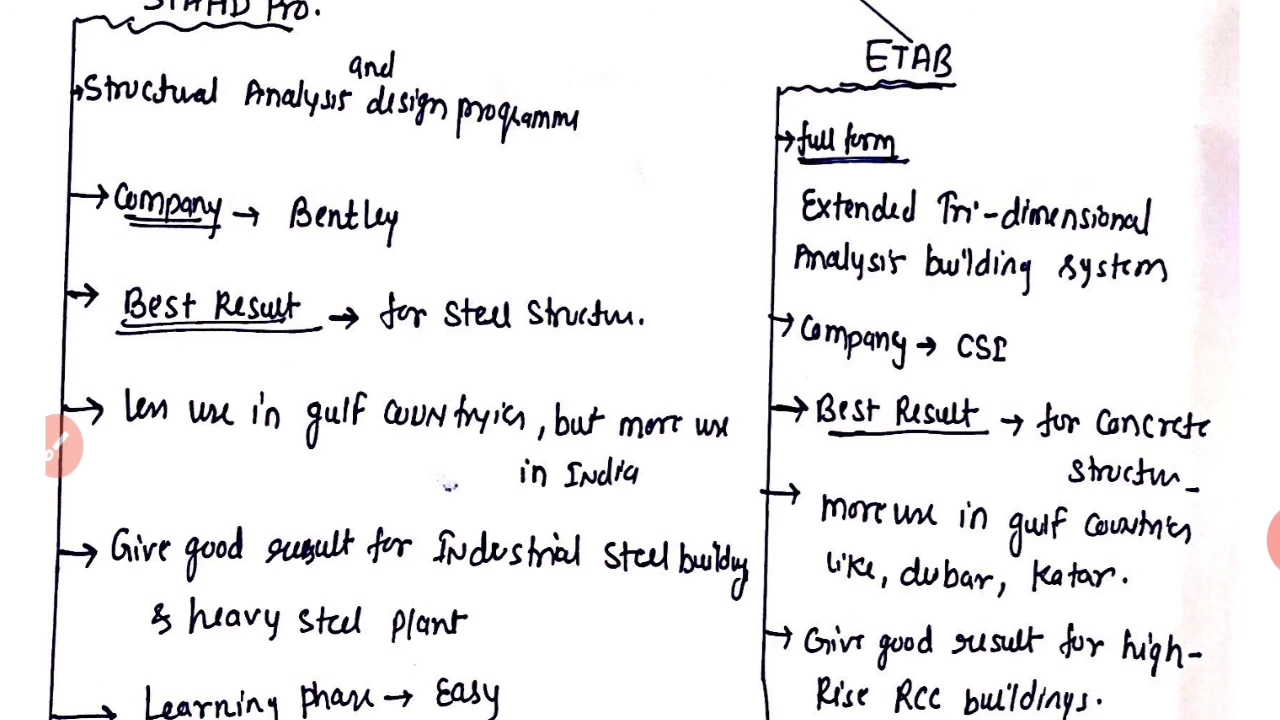 STAAD Pro.
and
Structual Analysis design programme
Company → Bentley
Best Result → for Steel Structu.
Less use in gulf countryies, but more use
in India
Give good result for Industrial Steel buildig
& heavy Steel plant
Learning phase → Easy
ETAB
full form
Extended Tri-dimensional
Analysis building system
Company → CSI
Best Result → for Concrete
structu-
more use in gulf countries
like, dubai, Katar.
Give good result for high-
Rise RCC buildings.